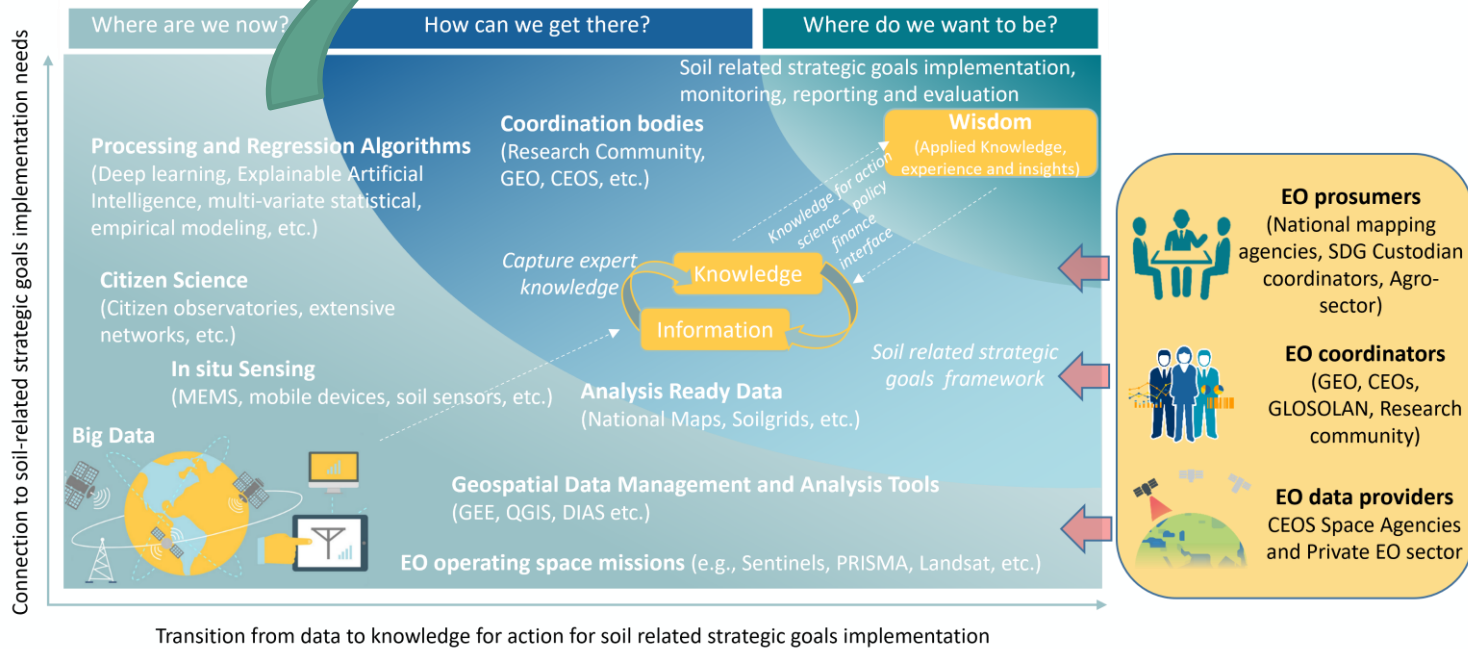 Where are we now?
How can we get there?
Where do we want to be?
Connection to soil-related strategic goals implementation needs
Soil related strategic goals implementation,
monitoring, reporting and evaluation
Processing and Regression Algorithms
(Deep learning, Explainable Artificial
Intelligence, multi-variate statistical,
empirical modeling, etc.)
Coordination bodies
(Research Community,
GEO, CEOS, etc.)
Wisdom
(Applied Knowledge,
experience and insights)
Knowledge for action
science – policy
finance
interface
Capture expert
knowledge
Knowledge
Information
Citizen Science
(Citizen observatories, extensive
networks, etc.)
In situ Sensing
(MEMS, mobile devices, soil sensors, etc.)
Soil related strategic
goals framework
Analysis Ready Data
(National Maps, Soilgrids, etc.)
Big Data
Geospatial Data Management and Analysis Tools
(GEE, QGIS, DIAS etc.)
EO operating space missions (e.g., Sentinels, PRISMA, Landsat, etc.)
Transition from data to knowledge for action for soil related strategic goals implementation
EO prosumers
(National mapping
agencies, SDG Custodian
coordinators, Agro-
sector)
EO coordinators
(GEO, CEOs,
GLOSOLAN, Research
community)
EO data providers
CEOS Space Agencies
and Private EO sector